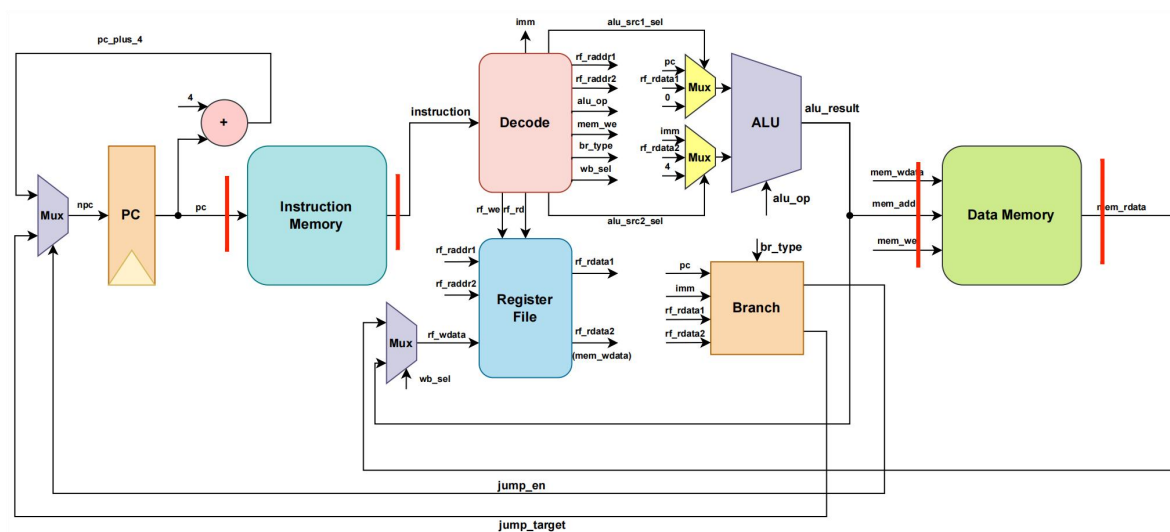 imm
alu_src1_sel
pc_plus_4
4
+
Mux
npc
PC
pc
Instruction
Memory
instruction
Decode
rf_raddr1
rf_raddr2
alu_op
mem_we
br_type
wb_sel
rf_we
rf_rd
alu_src2_sel
pc
rf_rdata1
0
Mux
imm
rf_rdata2
4
Mux
ALU
alu_op
alu_result
rf_raddr1
rf_raddr2
Register
File
rf_rdata1
rf_rdata2
(mem_wdata)
Mux
rf_wdata
wb_sel
br_type
pc
imm
rf_rdata1
rf_rdata2
Branch
mem_wdata
mem_add
mem_we
Data Memory
mem_rdata
jump_en
jump_target